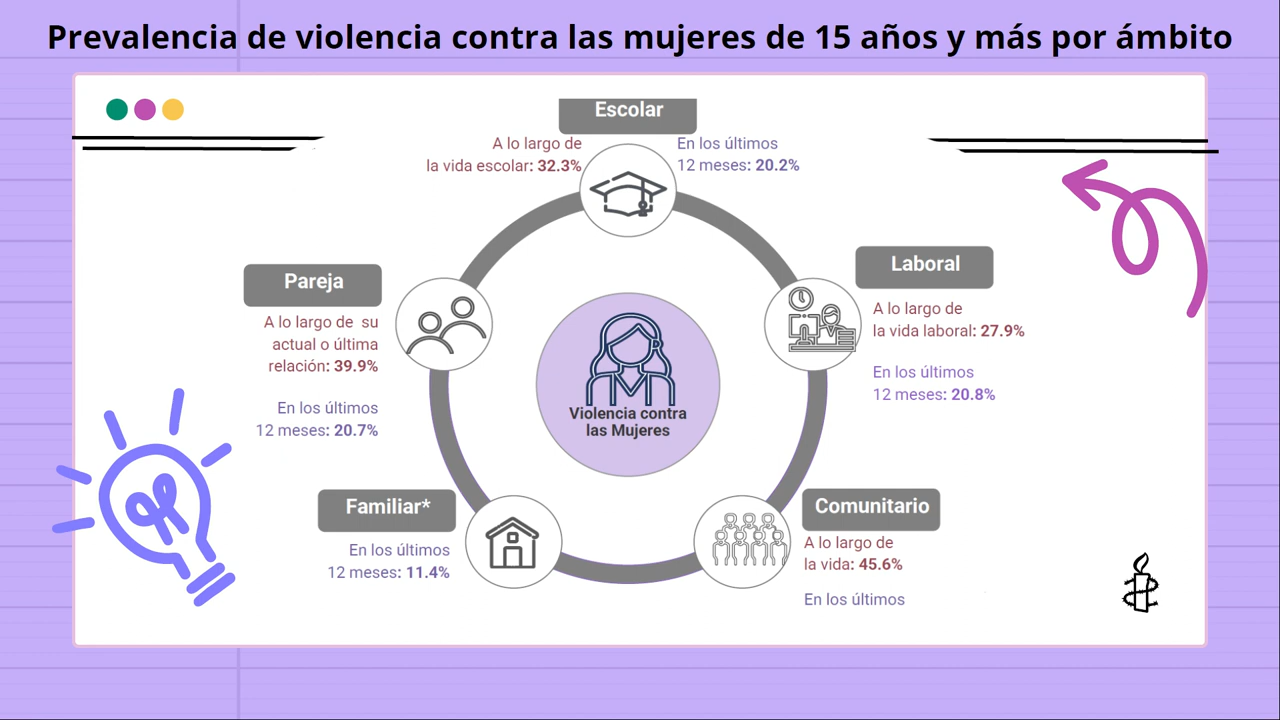 Prevalencia de violencia contra las mujeres de 15 años y más por ámbito
Escolar
A lo largo de
la vida escolar: 32.3%
En los últimos
12 meses: 20.2%
Laboral
A lo largo de
la vida laboral: 27.9%
En los últimos
12 meses: 20.8%
Pareja
A lo largo de su
actual o última
relación: 39.9%
En los últimos
12 meses: 20.7%
Violencia contra
las Mujeres
Familiar*
En los últimos
12 meses: 11.4%
Comunitario
A lo largo de
la vida: 45.6%
En los últimos